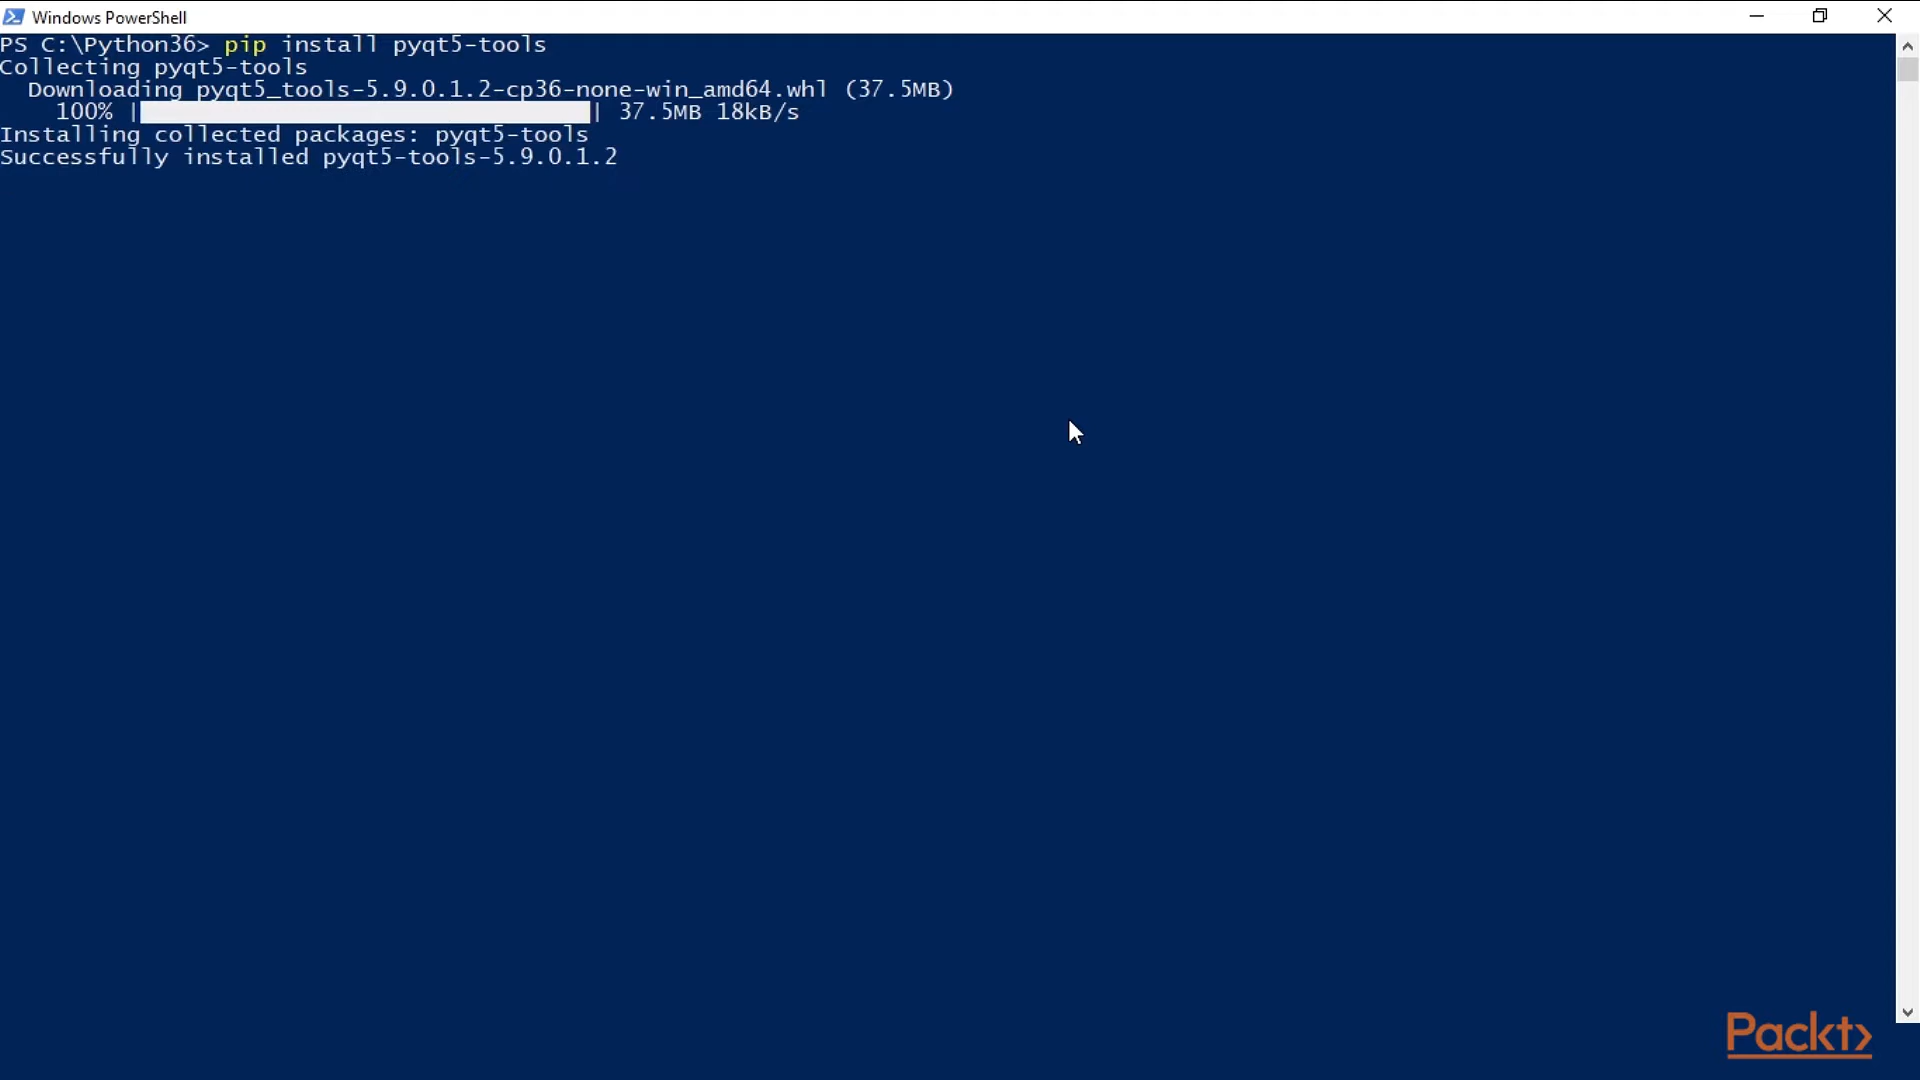 Windows PowerShell
PS C:\Python36> pip install pyqt5-tools
Collecting pyqt5-tools
  Downloading pyqt5_tools-5.9.0.1.2-cp36-none-win_amd64.whl (37.5MB)
    100% |                                | 37.5MB 18kB/s
Installing collected packages: pyqt5-tools
Successfully installed pyqt5-tools-5.9.0.1.2
Packt>